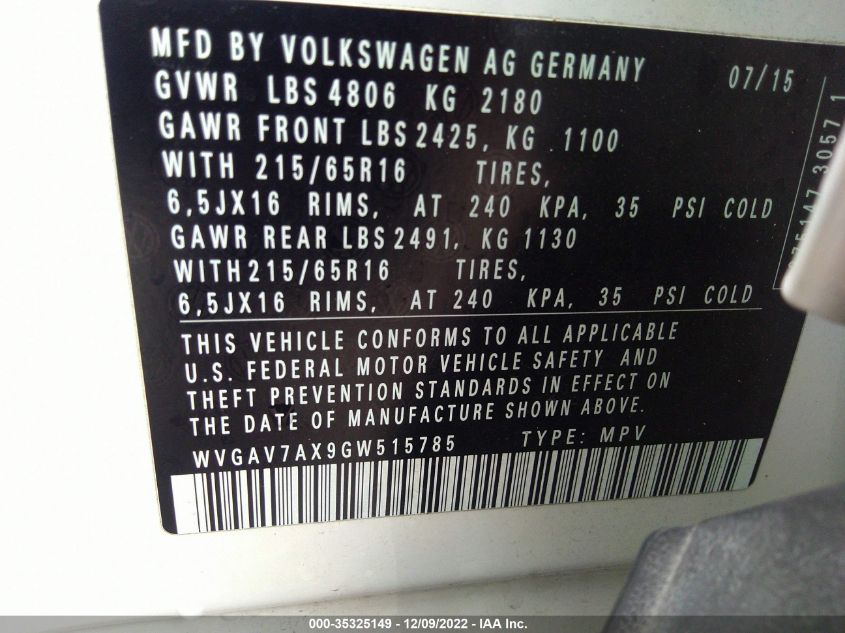 MFD BY VOLKSWAGEN AG GERMANY 07/15
GVWR LBS 4806 KG 2180
GAWR FRONT LBS 2425, KG 1100
WITH 215/65R16 TIRES,
6,5JX16 RIMS, AT 240 KPA, 35 PSI COLD
GAWR REAR LBS 2491, KG 1130
WITH 215/65R16 TIRES,
6,5JX16 RIMS, AT 240 KPA, 35 PSI COLD
THIS VEHICLE CONFORMS TO ALL APPLICABLE
U.S. FEDERAL MOTOR VEHICLE SAFETY AND
THEFT PREVENTION STANDARDS IN EFFECT ON
THE DATE OF MANUFACTURE SHOWN ABOVE.
WVGAV7AX9GW515785 TYPE: MPV
3057 1
000-35325149 - 12/09/2022 - IAA Inc.